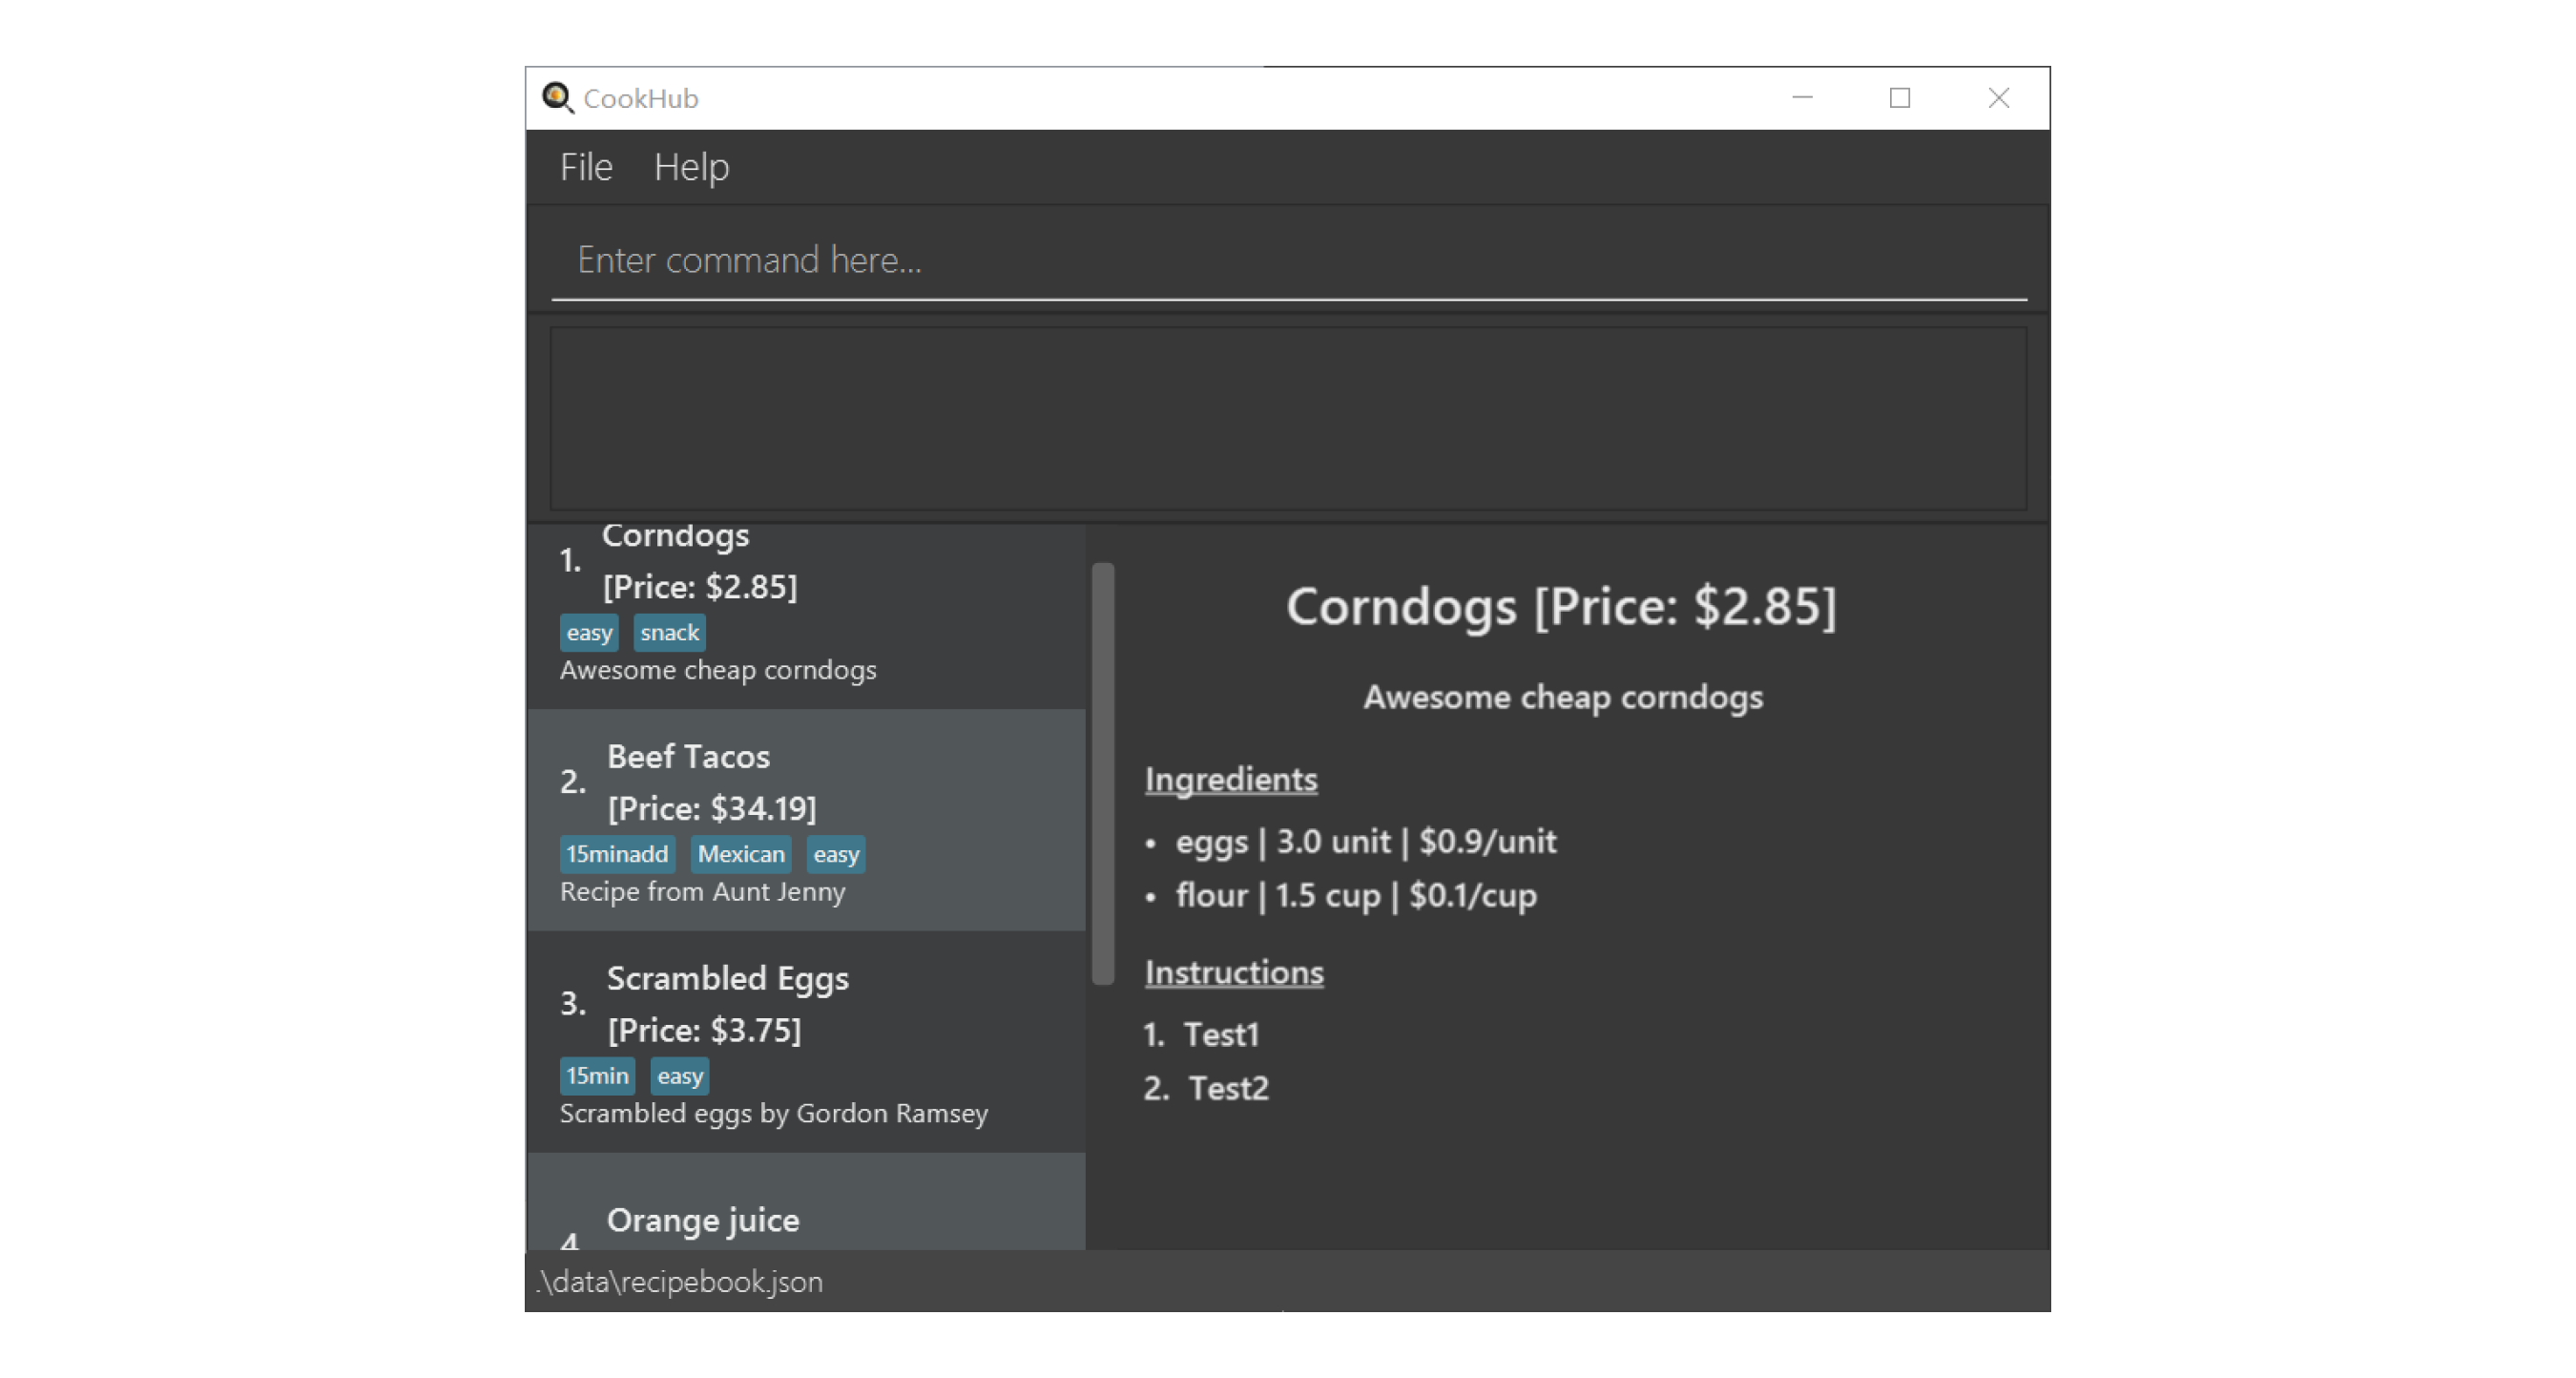 CookHub
File Help
Enter command here...
1. Corndogs
[Price: $2.85]
easy snack
Awesome cheap corndogs
2. Beef Tacos
[Price: $34.19]
15minadd Mexican easy
Recipe from Aunt Jenny
3. Scrambled Eggs
[Price: $3.75]
15min easy
Scrambled eggs by Gordon Ramsey
4. Orange juice
Corndogs [Price: $2.85]
Awesome cheap corndogs
Ingredients
• eggs | 3.0 unit | $0.9/unit
• flour | 1.5 cup | $0.1/cup
Instructions
1. Test1
2. Test2
.\data\recipebook.json